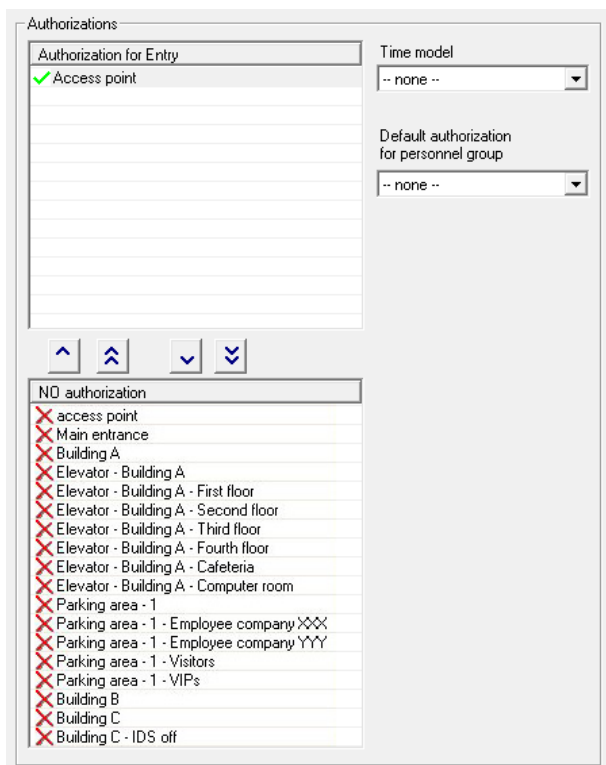 Authorizations
Authorization for Entry
Access point
Time model
-- none --
Default authorization
for personnel group
-- none --
NO authorization
access point
Main entrance
Building A
Elevator - Building A
Elevator - Building A - First floor
Elevator - Building A - Second floor
Elevator - Building A - Third floor
Elevator - Building A - Fourth floor
Elevator - Building A - Cafeteria
Elevator - Building A - Computer room
Parking area - 1
Parking area - 1 - Employee company XXX
Parking area - 1 - Employee company YYY
Parking area - 1 - Visitors
Parking area - 1 - VIPs
Building B
Building C
Building C - IDS off